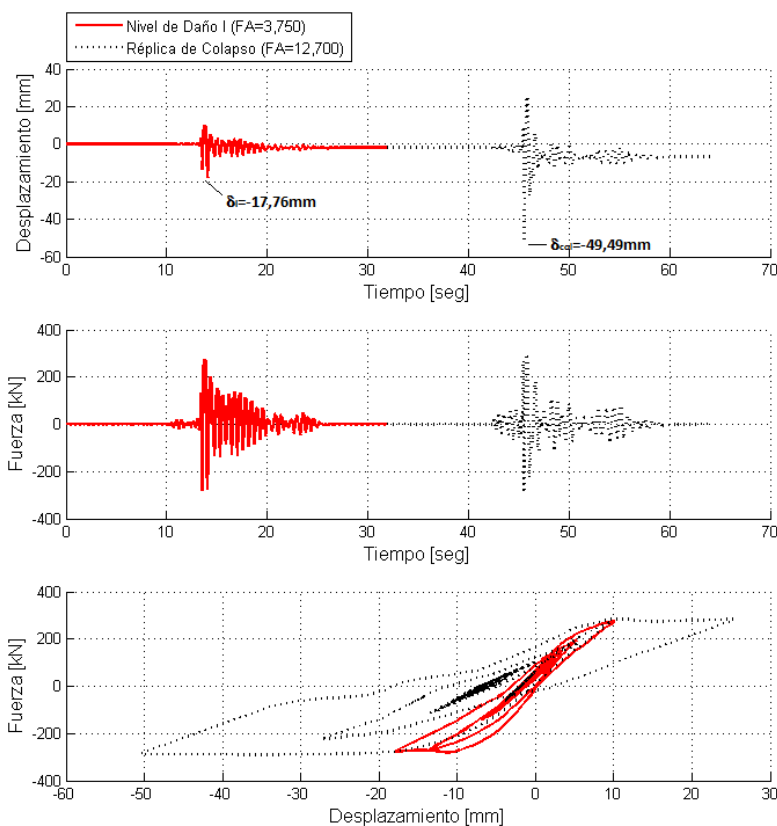 Nivel de Daño I (FA=3,750)
Réplica de Colapso (FA=12,700)
Desplazamiento [mm]
40
20
0
-20
-40
60
δI=-17,76mm
δcol=-49,49mm
0 10 20 30 40 50 60 70
Tiempo [seg]
Fuerza [kN]
400
200
0
-200
-400
0 10 20 30 40 50 60 70
Tiempo [seg]
Fuerza [kN]
400
200
0
-200
-400
-60 -50 -40 -30 -20 -10 0 10 20 30
Desplazamiento [mm]